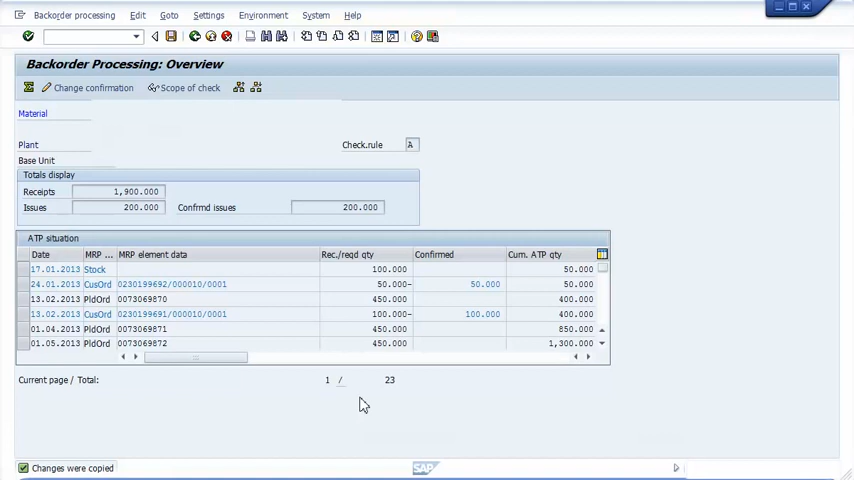 Backorder processing Edit Goto Settings Environment System Help
Backorder Processing: Overview
Change confirmation Scope of check
Material
Plant Check.rule A
Base Unit
Totals display
Receipts 1,900.000
Issues 200.000 Confrmd issues 200.000
ATP situation
Date MRP ... MRP element data Rec./reqd qty Confirmed Cum. ATP qty
17.01.2013 Stock 100.000 50.000
24.01.2013 CusOrd 0230199692/000010/0001 50.000- 50.000 50.000
13.02.2013 PldOrd 0073069870 450.000 400.000
13.02.2013 CusOrd 0230199691/000010/0001 100.000- 100.000 400.000
01.04.2013 PldOrd 0073069871 450.000 850.000
01.05.2013 PldOrd 0073069872 450.000 1,300.000
Current page / Total: 1 / 23
Changes were copied SAP